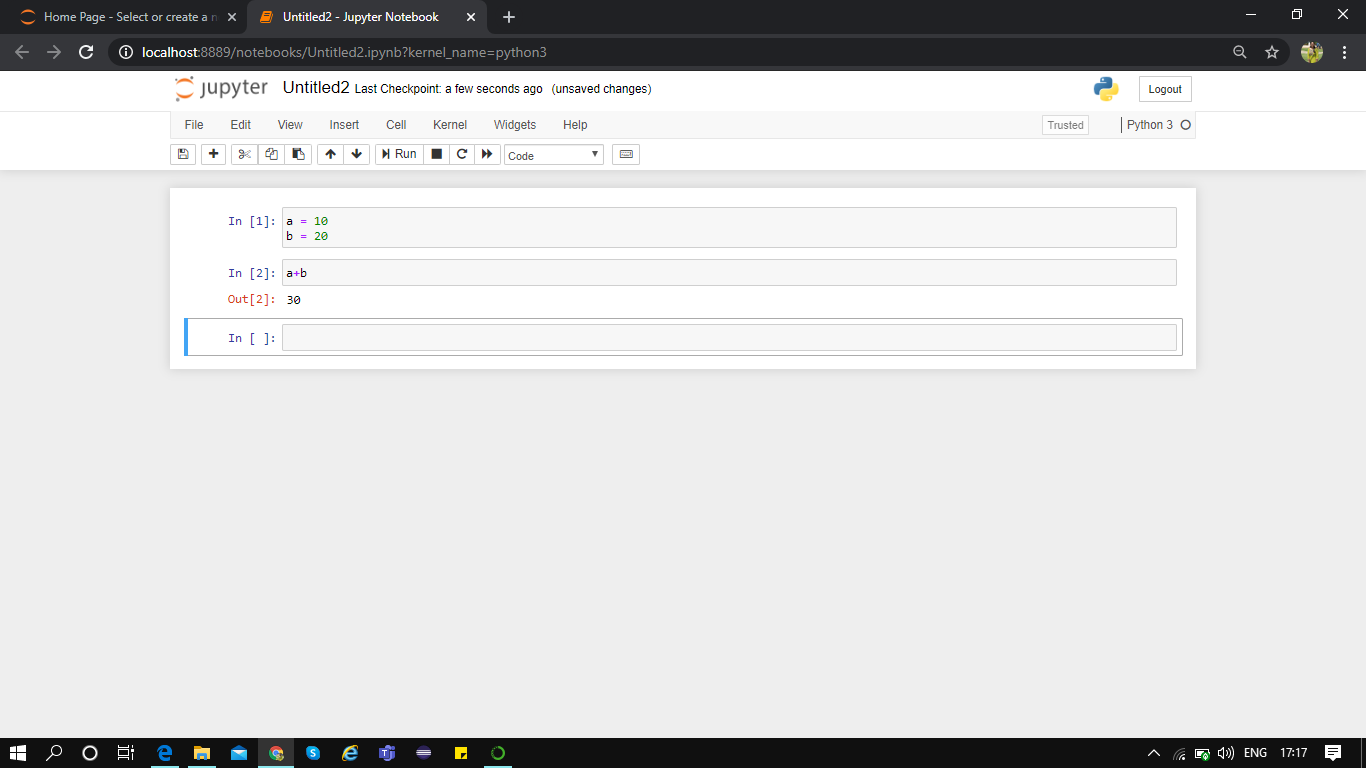 Home Page - Select or create a n
Untitled2 - Jupyter Notebook
localhost:8889/notebooks/Untitled2.ipynb?kernel_name=python3
jupyter Untitled2 Last Checkpoint: a few seconds ago (unsaved changes)
Logout
File Edit View Insert Cell Kernel Widgets Help
Trusted
Python 3
Run
Code
In [1]: a = 10
b = 20
In [2]: a+b
Out[2]: 30
In [ ]:
ENG 17:17